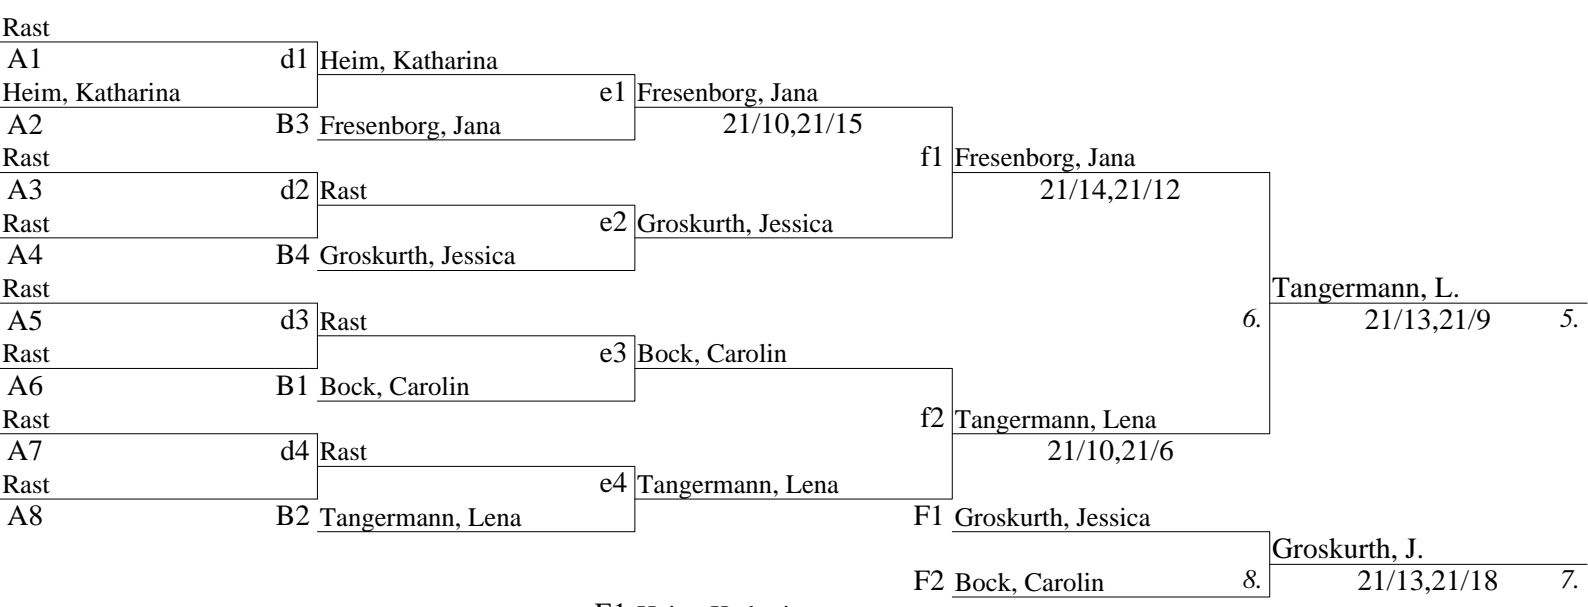 Rast
A1 d1 Heim, Katharina
Heim, Katharina e1 Fresenborg, Jana
A2 B3 Fresenborg, Jana 21/10,21/15
Rast f1 Fresenborg, Jana
A3 d2 Rast 21/14,21/12
Rast e2 Groskurth, Jessica
A4 B4 Groskurth, Jessica
Rast Tangermann, L.
A5 d3 Rast 6. 21/13,21/9 5.
Rast e3 Bock, Carolin
A6 B1 Bock, Carolin
Rast f2 Tangermann, Lena
A7 d4 Rast 21/10,21/6
Rast e4 Tangermann, Lena
A8 B2 Tangermann, Lena F1 Groskurth, Jessica
Groskurth, J.
F2 Bock, Carolin 8. 21/13,21/18 7.